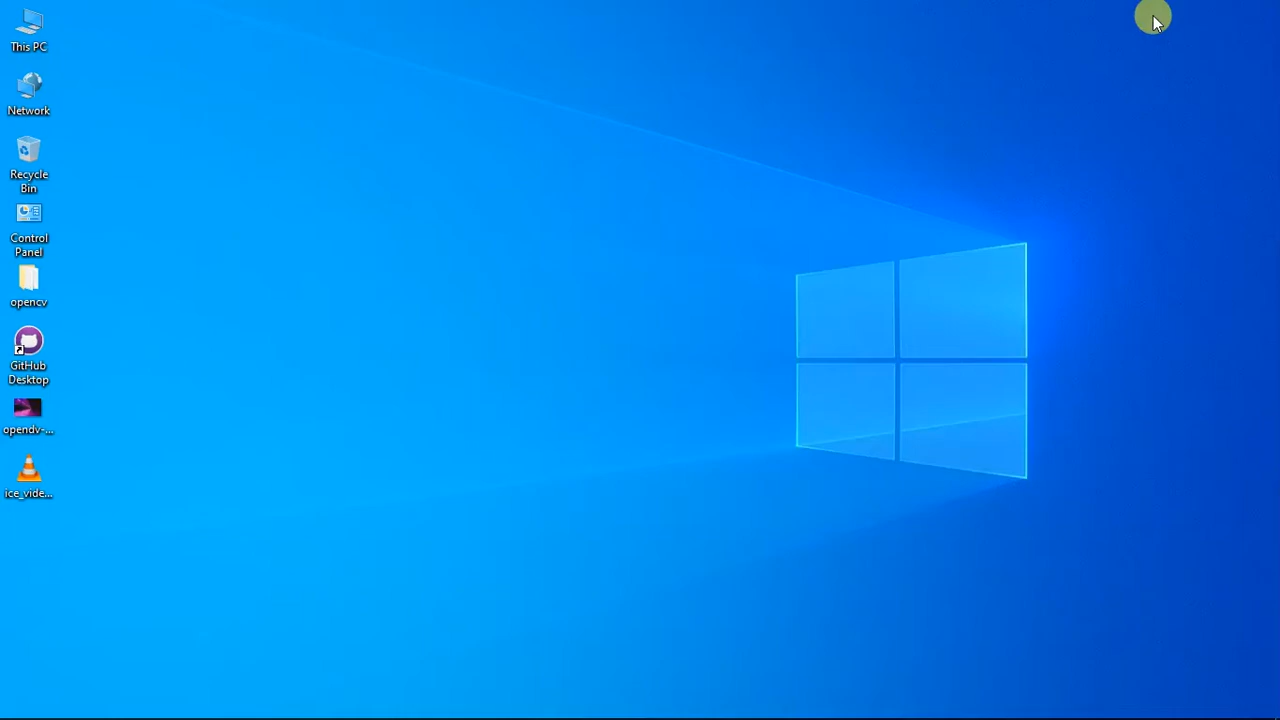 This PC
Network
Recycle
Bin
Control
Panel
opencv
GitHub
Desktop
opendv-...
ice_vide...